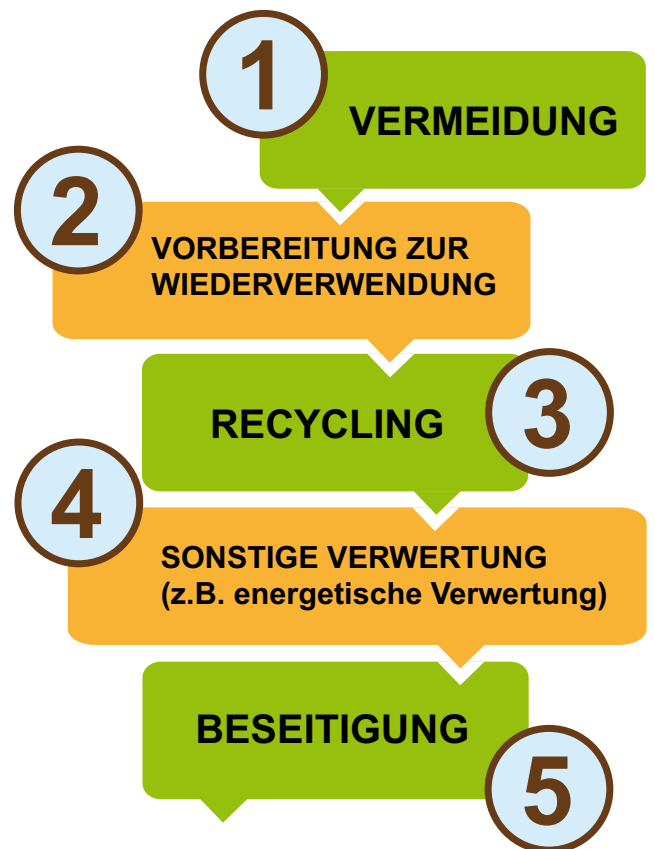 1
VERMEIDUNG
2
VORBEREITUNG ZUR
WIEDERVERWENDUNG
RECYCLING
3
4
SONSTIGE VERWERTUNG
(z.B. energetische Verwertung)
BESEITIGUNG
5